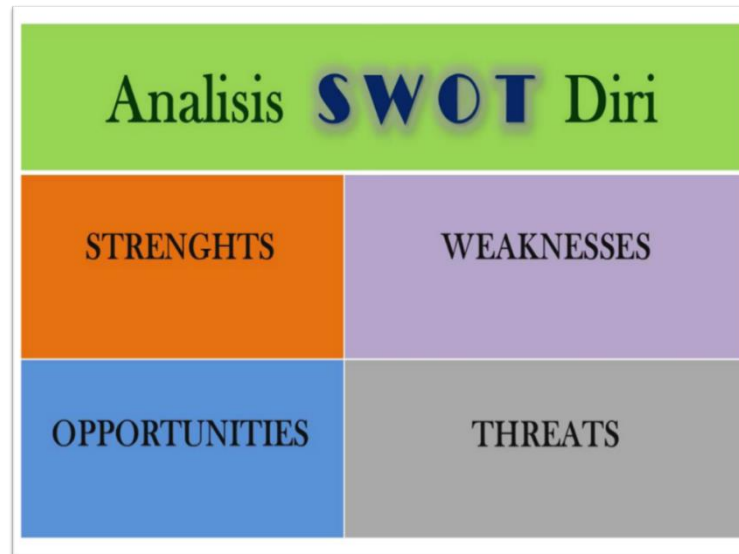 Analisis SWOT Diri
STRENGHTS
WEAKNESSES
OPPORTUNITIES
THREATS